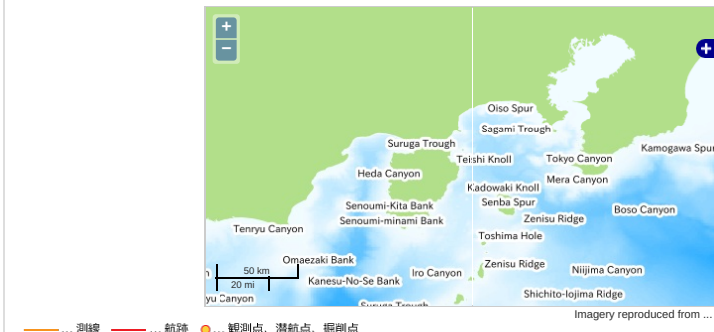 +
−
+
Oiso Spur
Sagami Trough
Suruga Trough
Kamogawa Spur
Teishi Knoll
Tokyo Canyon
Heda Canyon
Mera Canyon
Kadowaki Knoll
Senoumi-Kita Bank
Senba Spur
Boso Canyon
Senoumi-minami Bank
Zenisu Ridge
Tenryu Canyon
Toshima Hole
Omaezaki Bank
Zenisu Ridge
50 km
Iro Canyon
Niijima Canyon
20 mi
Kanesu-No-Se Bank
yu Canyon
Shichito-Iojima Ridge
Suruga Trough
Imagery reproduced from ...
... 測線 ... 航跡 ... 観測点、潜航点、掘削点